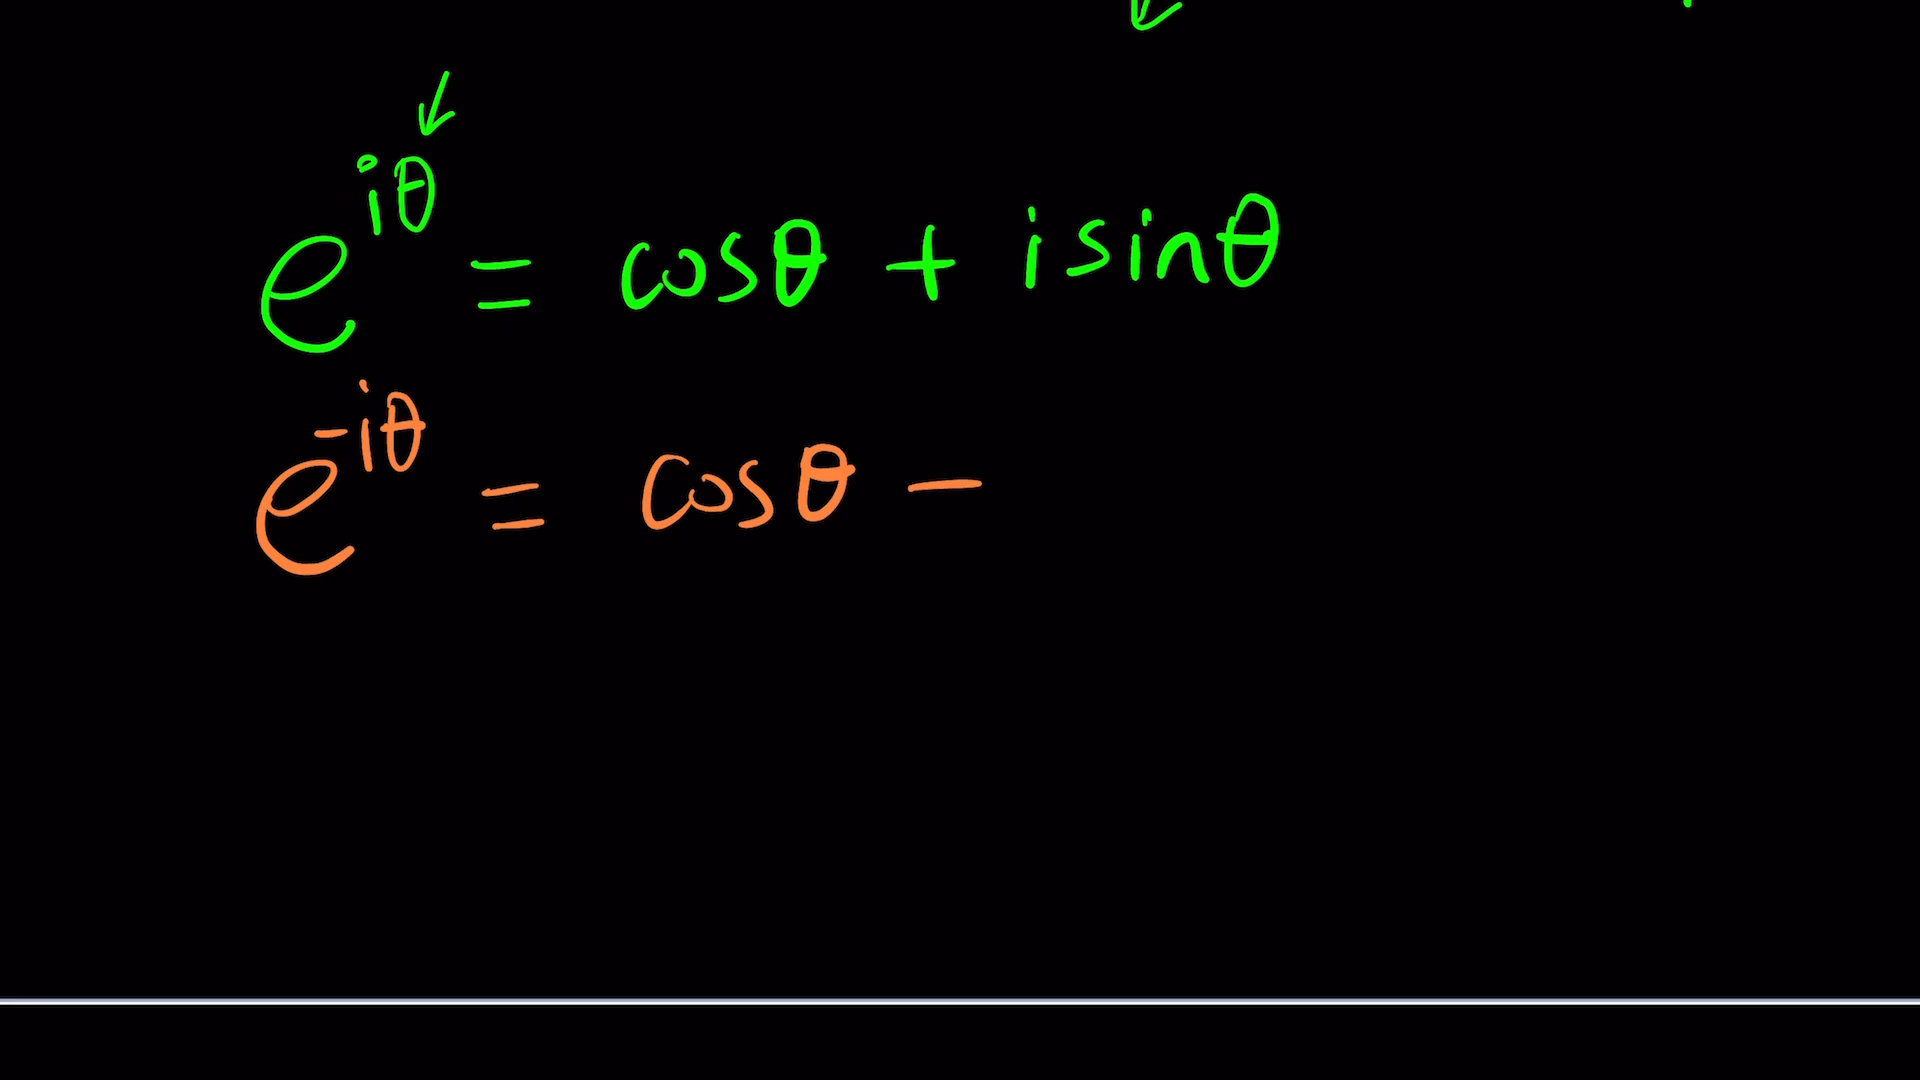 e^{iθ} = cosθ + i sinθ
e^{-iθ} = cosθ −